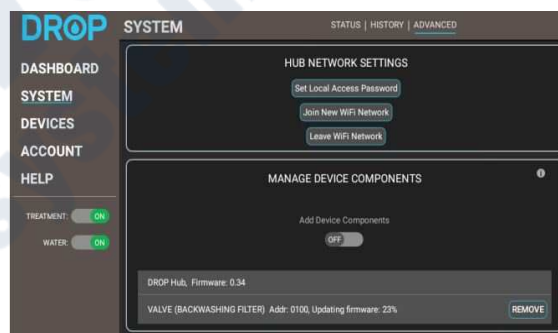 DROP
SYSTEM
STATUS | HISTORY | ADVANCED
DASHBOARD
SYSTEM
DEVICES
ACCOUNT
HELP
TREATMENT: ON
WATER: ON
HUB NETWORK SETTINGS
Set Local Access Password
Join New WiFi Network
Leave WiFi Network
MANAGE DEVICE COMPONENTS
Add Device Components
OFF
DROP Hub, Firmware: 0.34
VALVE (BACKWASHING FILTER) Addr: 0100, Updating firmware: 23% REMOVE